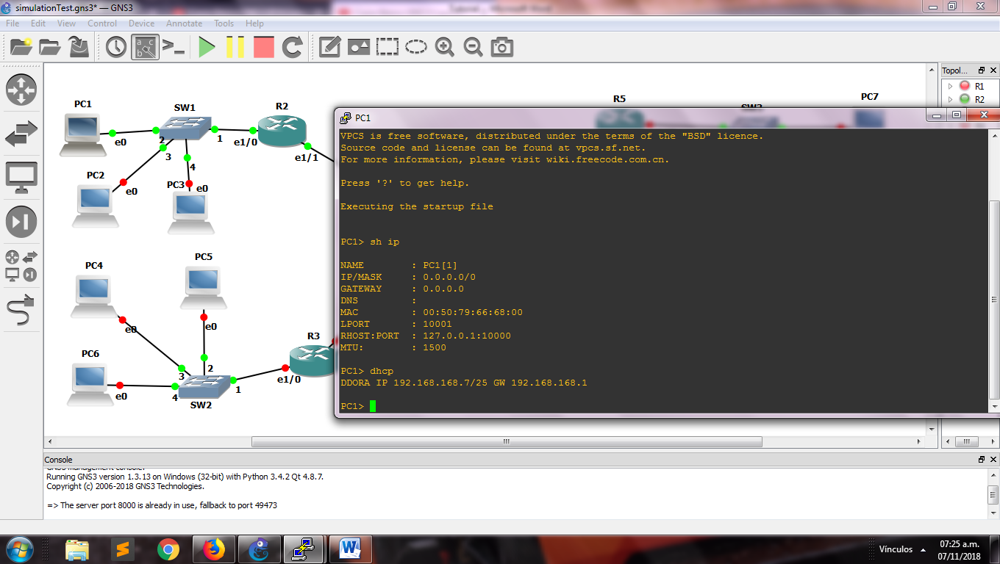 simulationTest.gns3* — GNS3
Tutorial - Microsoft Word
File Edit View Control Device Annotate Tools Help
PC1
SW1
R2
e0
2
3
4
1
e1/0
e1/1
PC2
e0
PC3
e0
PC4
e0
PC5
e0
PC6
e0
3
2
4
1
SW2
R3
e1/0
R5
PC7
Topol...
R1
R2
PC1
VPCS is free software, distributed under the terms of the "BSD" licence.
Source code and license can be found at vpcs.sf.net.
For more information, please visit wiki.freecode.com.cn.
Press '?' to get help.
Executing the startup file
PC1> sh ip
NAME : PC1[1]
IP/MASK : 0.0.0.0/0
GATEWAY : 0.0.0.0
DNS :
MAC : 00:50:79:66:68:00
LPORT : 10001
RHOST:PORT : 127.0.0.1:10000
MTU: : 1500
PC1> dhcp
DDORA IP 192.168.168.7/25 GW 192.168.168.1
PC1>
Console
GNS3 management console.
Running GNS3 version 1.3.13 on Windows (32-bit) with Python 3.4.2 Qt 4.8.7.
Copyright (c) 2006-2018 GNS3 Technologies.
=> The server port 8000 is already in use, fallback to port 49473
Vínculos
07:25 a.m.
07/11/2018